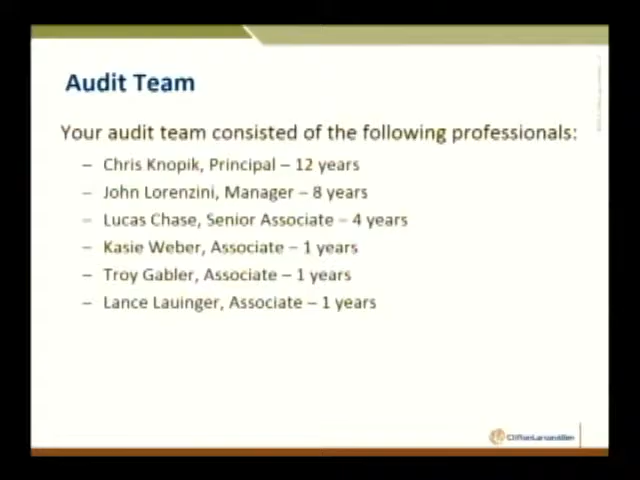 Audit Team
Your audit team consisted of the following professionals:
– Chris Knopik, Principal – 12 years
– John Lorenzini, Manager – 8 years
– Lucas Chase, Senior Associate – 4 years
– Kasie Weber, Associate – 1 years
– Troy Gabler, Associate – 1 years
– Lance Lauinger, Associate – 1 years
CliftonLarsonAllen